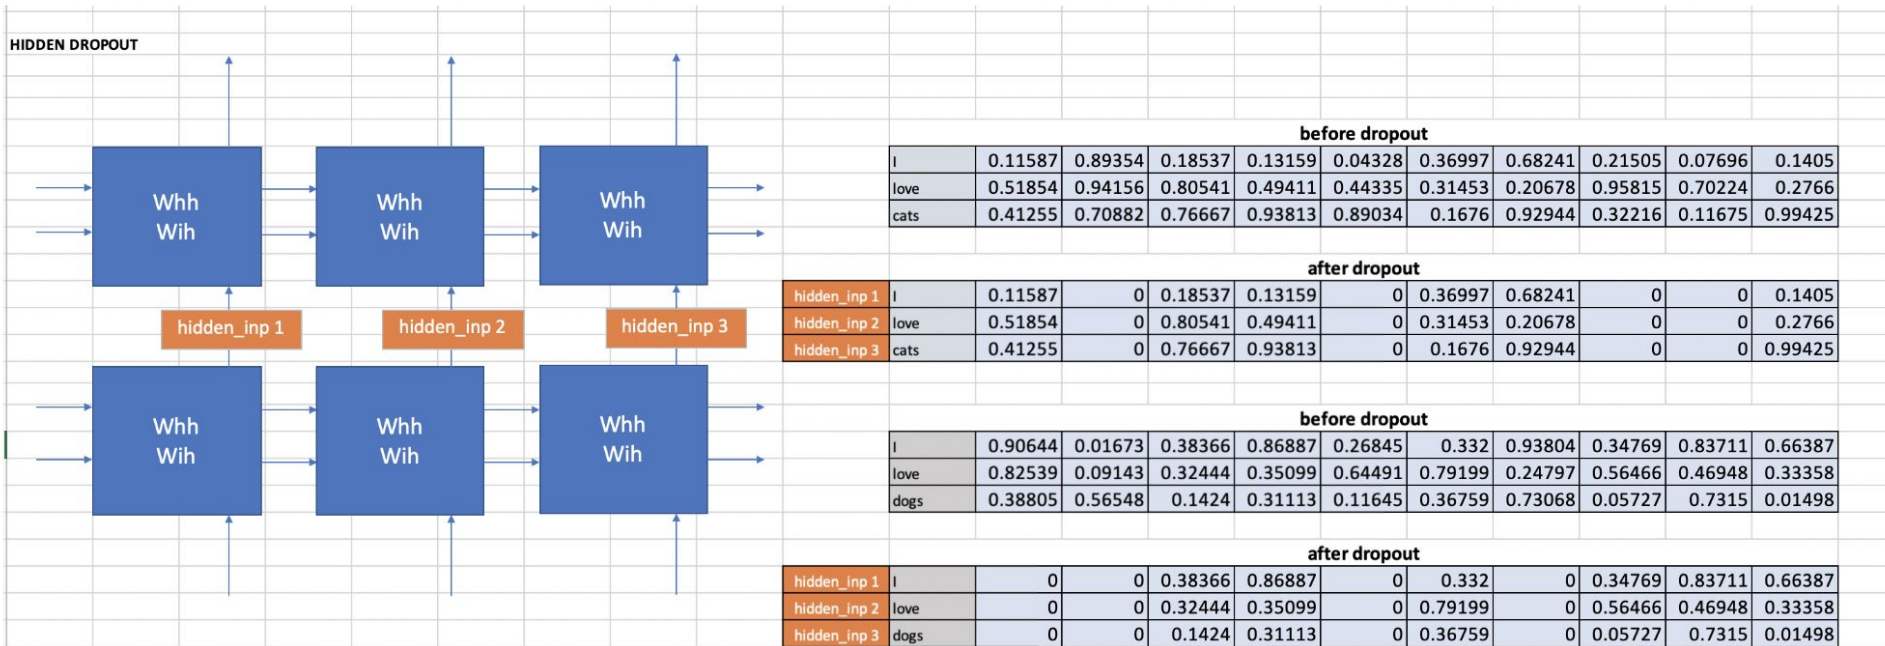 HIDDEN DROPOUT
Whh
Wih
Whh
Wih
Whh
Wih
hidden_inp 1
hidden_inp 2
hidden_inp 3
Whh
Wih
Whh
Wih
Whh
Wih
before dropout
I 0.11587 0.89354 0.18537 0.13159 0.04328 0.36997 0.68241 0.21505 0.07696 0.1405
love 0.51854 0.94156 0.80541 0.49411 0.44335 0.31453 0.20678 0.95815 0.70224 0.2766
cats 0.41255 0.70882 0.76667 0.93813 0.89034 0.1676 0.92944 0.32216 0.11675 0.99425
after dropout
hidden_inp 1 I 0.11587 0 0.18537 0.13159 0 0.36997 0.68241 0 0 0.1405
hidden_inp 2 love 0.51854 0 0.80541 0.49411 0 0.31453 0.20678 0 0 0.2766
hidden_inp 3 cats 0.41255 0 0.76667 0.93813 0 0.1676 0.92944 0 0 0.99425
before dropout
I 0.90644 0.01673 0.38366 0.86887 0.26845 0.332 0.93804 0.34769 0.83711 0.66387
love 0.82539 0.09143 0.32444 0.35099 0.64491 0.79199 0.24797 0.56466 0.46948 0.33358
dogs 0.38805 0.56548 0.1424 0.31113 0.11645 0.36759 0.73068 0.05727 0.7315 0.01498
after dropout
hidden_inp 1 I 0 0 0.38366 0.86887 0 0.332 0 0.34769 0.83711 0.66387
hidden_inp 2 love 0 0 0.32444 0.35099 0 0.79199 0 0.56466 0.46948 0.33358
hidden_inp 3 dogs 0 0 0.1424 0.31113 0 0.36759 0 0.05727 0.7315 0.01498